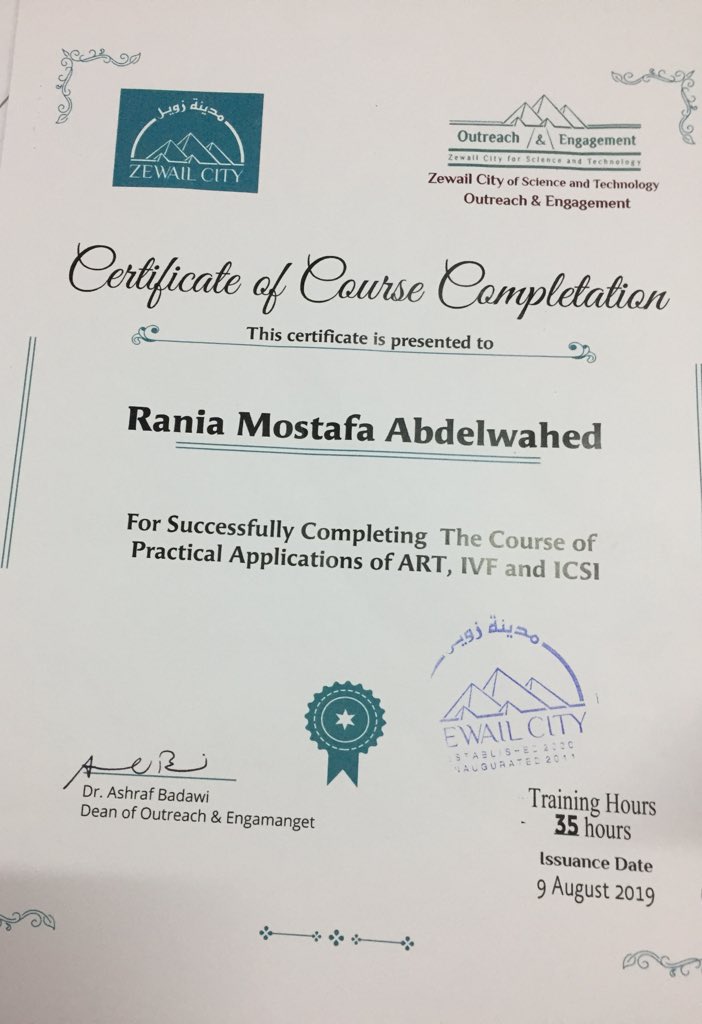 مدينة زويل
ZEWAIL CITY
Outreach & Engagement
Zewail City for Science and Technology
Zewail City of Science and Technology
Outreach & Engagement
Certificate of Course Completation
This certificate is presented to
Rania Mostafa Abdelwahed
For Successfully Completing The Course of
Practical Applications of ART, IVF and ICSI
مدينة زويل
EWAIL CITY
Dr. Ashraf Badawi
Dean of Outreach & Engamanget
Training Hours
35 hours
Issuance Date
9 August 2019